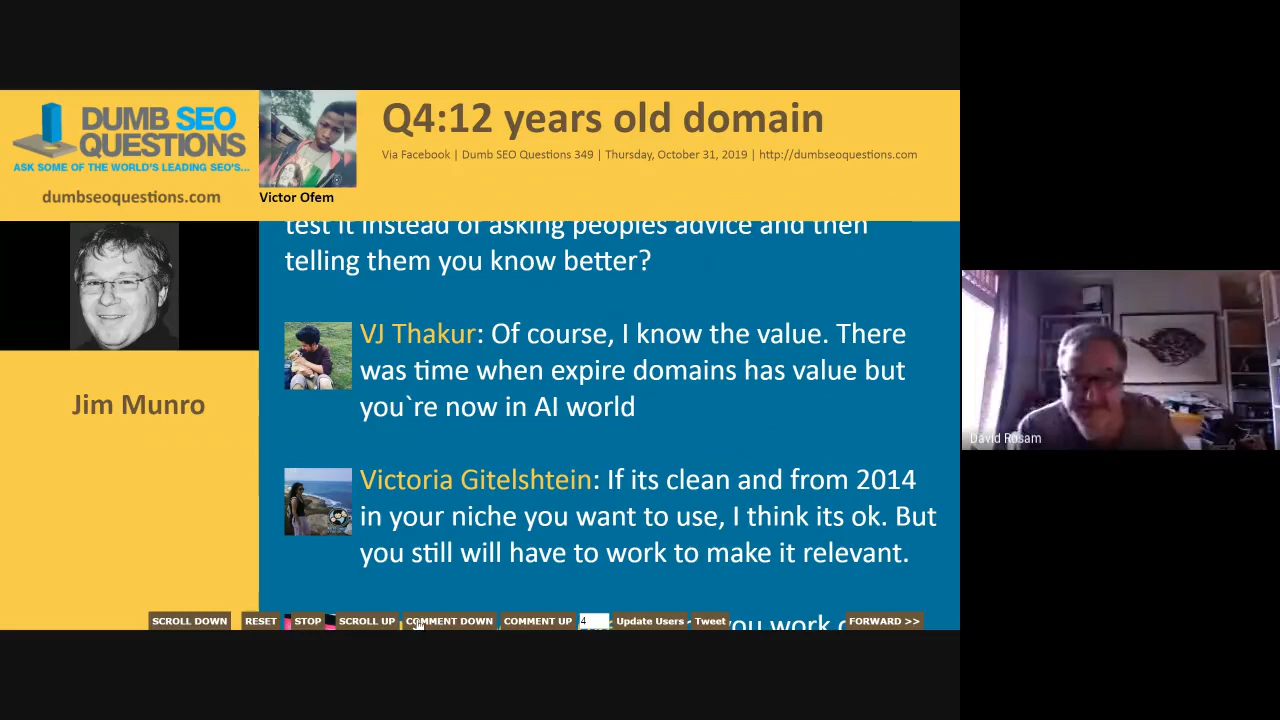 DUMB SEO
QUESTIONS
ASK SOME OF THE WORLD'S LEADING SEO'S...
dumbseoquestions.com
Victor Ofem
Q4:12 years old domain
Via Facebook | Dumb SEO Questions 349 | Thursday, October 31, 2019 | http://dumbseoquestions.com
Jim Munro
test it instead of asking peoples advice and then
telling them you know better?
VJ Thakur: Of course, I know the value. There
was time when expire domains has value but
you`re now in AI world
Victoria Gitelshtein: If its clean and from 2014
in your niche you want to use, I think its ok. But
you still will have to work to make it relevant.
you work
SCROLL DOWN RESET STOP SCROLL UP COMMENT DOWN COMMENT UP 4 Update Users Tweet FORWARD >>
David Rosam